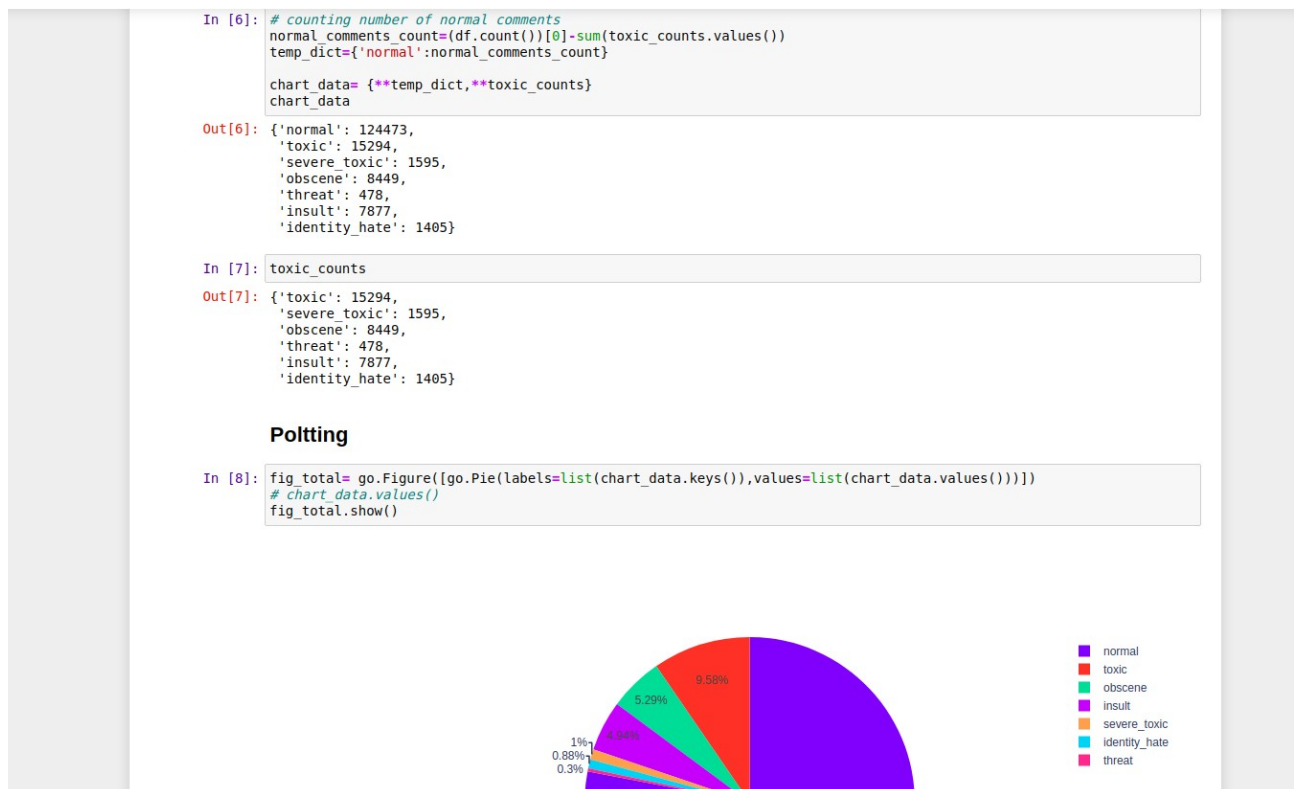 In [6]: # counting number of normal comments
normal_comments_count=(df.count())[0]-sum(toxic_counts.values())
temp_dict={'normal':normal_comments_count}
chart_data= {**temp_dict,**toxic_counts}
chart_data
Out[6]: {'normal': 124473,
'toxic': 15294,
'severe_toxic': 1595,
'obscene': 8449,
'threat': 478,
'insult': 7877,
'identity_hate': 1405}
In [7]: toxic_counts
Out[7]: {'toxic': 15294,
'severe_toxic': 1595,
'obscene': 8449,
'threat': 478,
'insult': 7877,
'identity_hate': 1405}
Poltting
In [8]: fig_total= go.Figure([go.Pie(labels=list(chart_data.keys()),values=list(chart_data.values()))])
# chart_data.values()
fig_total.show()
9.58%
5.29%
4.94%
1%
0.88%
0.3%
normal
toxic
obscene
insult
severe_toxic
identity_hate
threat